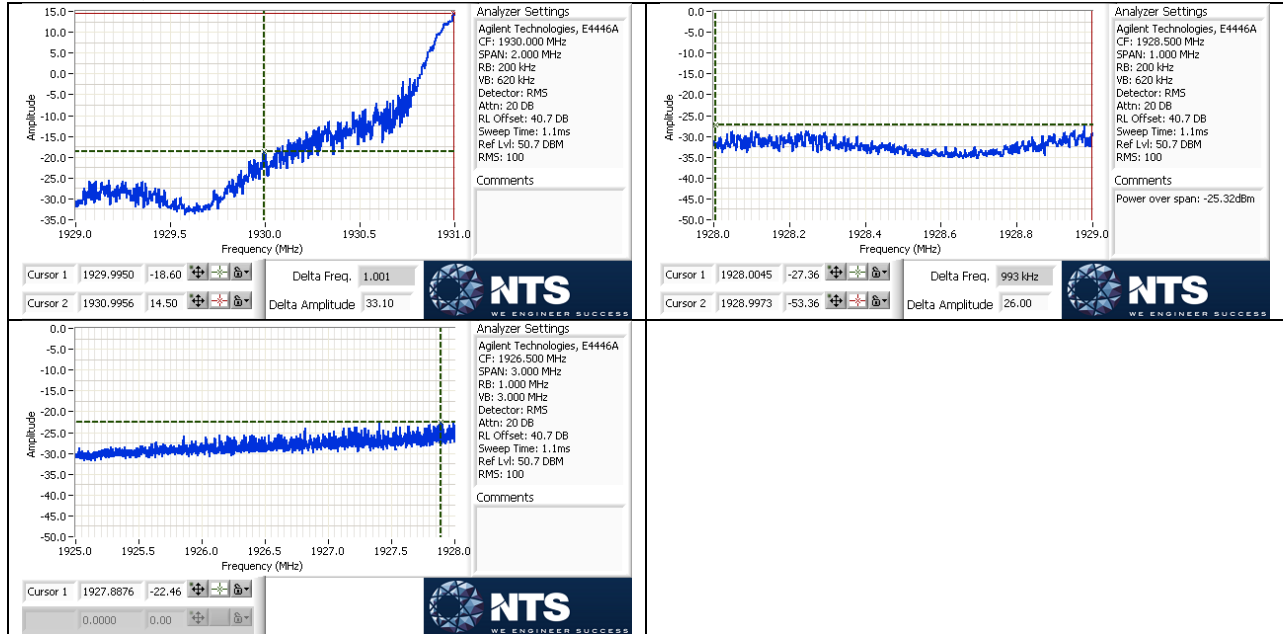 15.0
10.0
5.0
0.0
-5.0
-10.0
-15.0
-20.0
-25.0
-30.0
-35.0
Amplitude
1929.0 1929.5 1930.0 1930.5 1931.0
Frequency (MHz)
Analyzer Settings
Agilent Technologies, E4446A
CF: 1930.000 MHz
SPAN: 2.000 MHz
RB: 200 kHz
VB: 620 kHz
Detector: RMS
Attn: 20 DB
RL Offset: 40.7 DB
Sweep Time: 1.1ms
Ref Lvl: 50.7 DBM
RMS: 100
Comments
Cursor 1 1929.9950 -18.60
Cursor 2 1930.9956 14.50
Delta Freq. 1.001
Delta Amplitude 33.10
NTS
WE ENGINEER SUCCESS
0.0
-5.0
-10.0
-15.0
-20.0
-25.0
-30.0
-35.0
-40.0
-45.0
-50.0
Amplitude
1928.0 1928.2 1928.4 1928.6 1928.8 1929.0
Frequency (MHz)
Analyzer Settings
Agilent Technologies, E4446A
CF: 1928.500 MHz
SPAN: 1.000 MHz
RB: 200 kHz
VB: 620 kHz
Detector: RMS
Attn: 20 DB
RL Offset: 40.7 DB
Sweep Time: 1.1ms
Ref Lvl: 50.7 DBM
RMS: 100
Comments
Power over span: -25.32dBm
Cursor 1 1928.0045 -27.36
Cursor 2 1928.9973 -53.36
Delta Freq. 993 kHz
Delta Amplitude 26.00
NTS
WE ENGINEER SUCCESS
0.0
-5.0
-10.0
-15.0
-20.0
-25.0
-30.0
-35.0
-40.0
-45.0
-50.0
Amplitude
1925.0 1925.5 1926.0 1926.5 1927.0 1927.5 1928.0
Frequency (MHz)
Analyzer Settings
Agilent Technologies, E4446A
CF: 1926.500 MHz
SPAN: 3.000 MHz
RB: 1.000 MHz
VB: 3.000 MHz
Detector: RMS
Attn: 20 DB
RL Offset: 40.7 DB
Sweep Time: 1.1ms
Ref Lvl: 50.7 DBM
RMS: 100
Comments
Cursor 1 1927.8876 -22.46
0.0000 0.00
NTS
WE ENGINEER SUCCESS